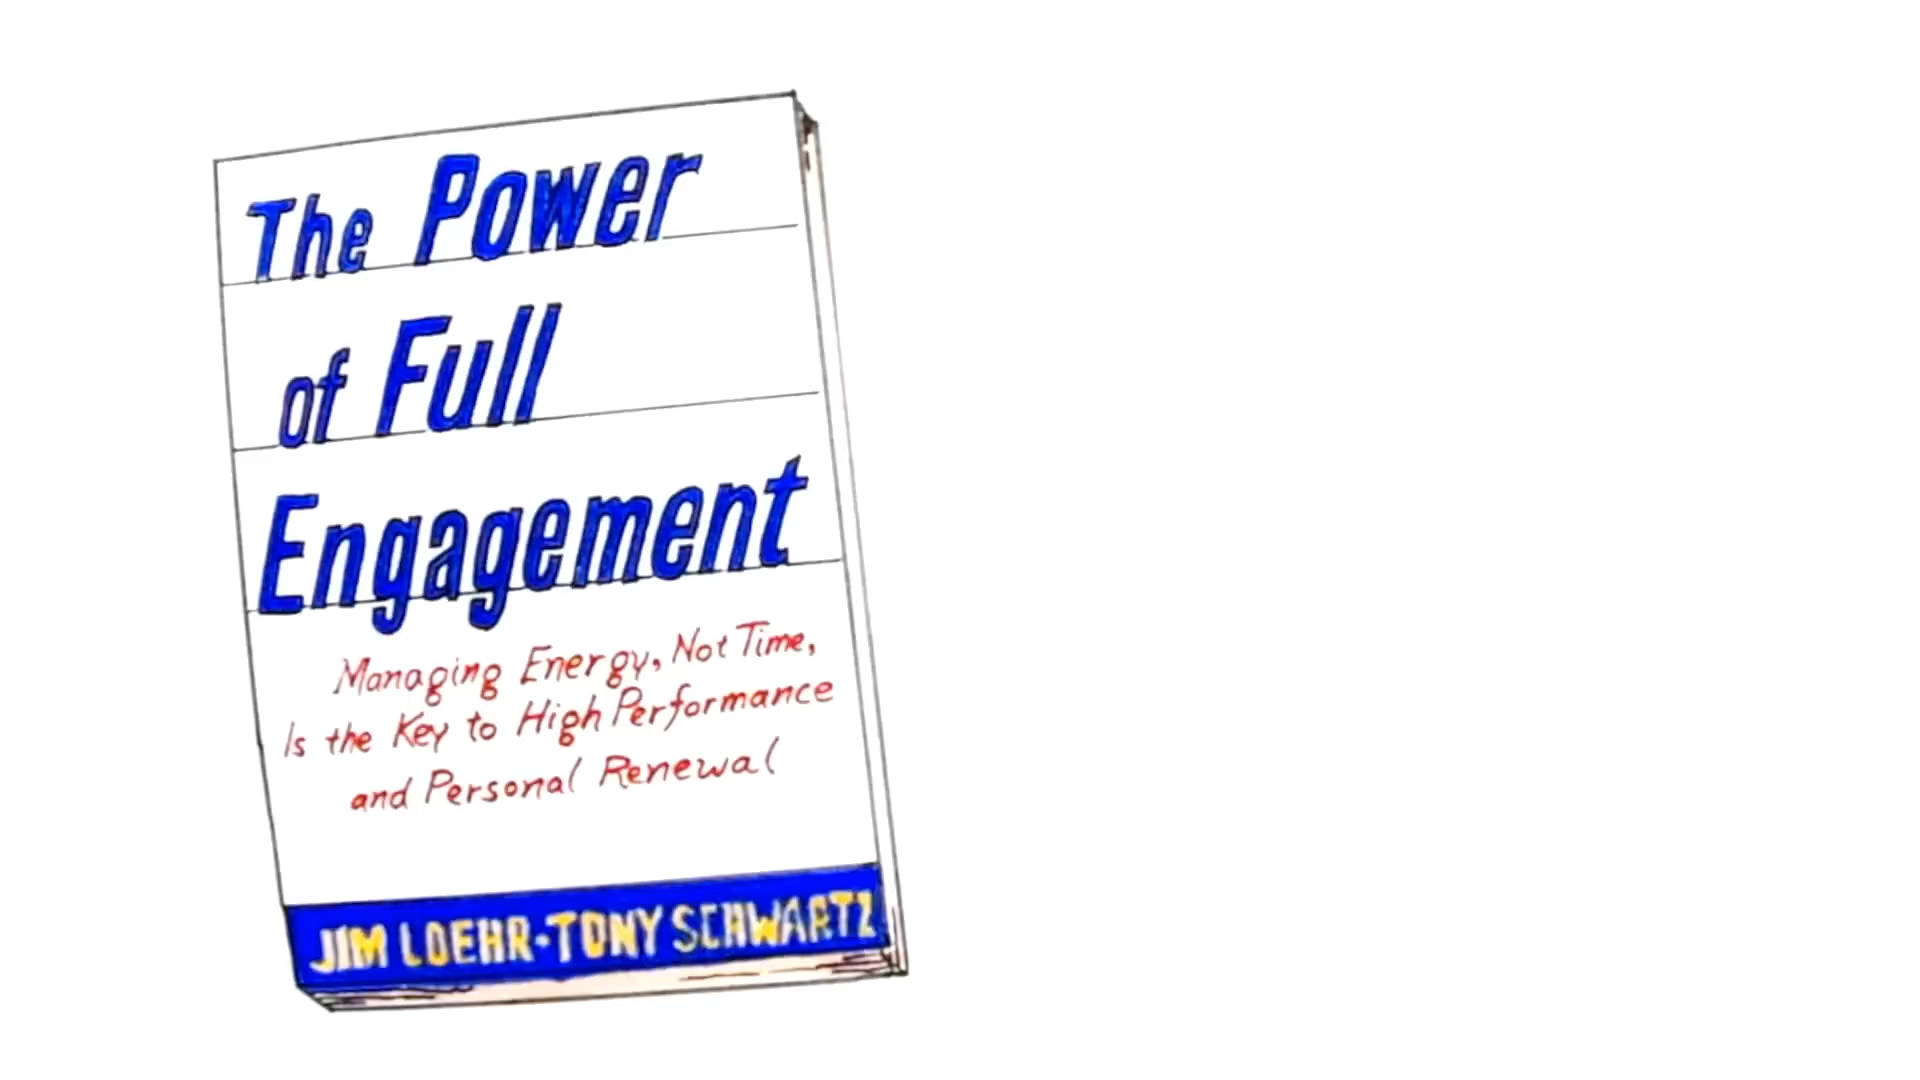 The Power
of Full
Engagement
Managing Energy, Not Time,
Is the Key to High Performance
and Personal Renewal
JIM LOEHR·TONY SCHWARTZ